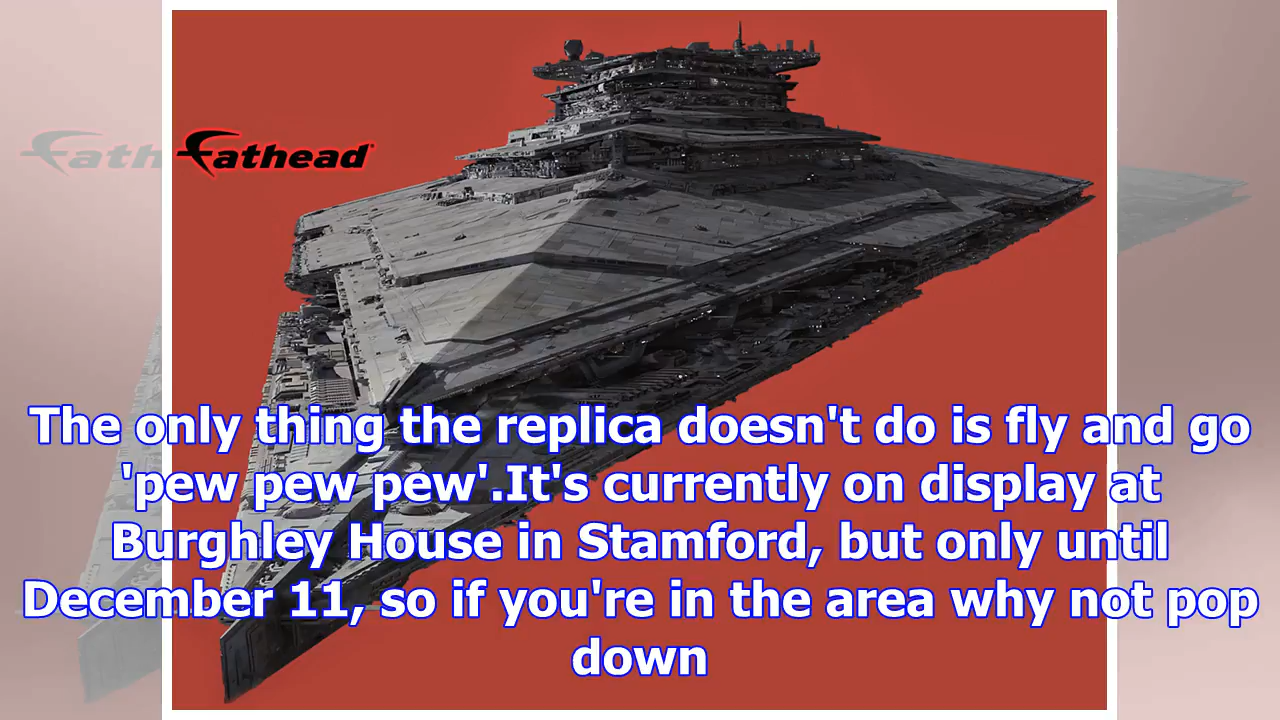 Fath
Fathead
The only thing the replica doesn't do is fly and go
'pew pew pew'.It's currently on display at
Burghley House in Stamford, but only until
December 11, so if you're in the area why not pop
down